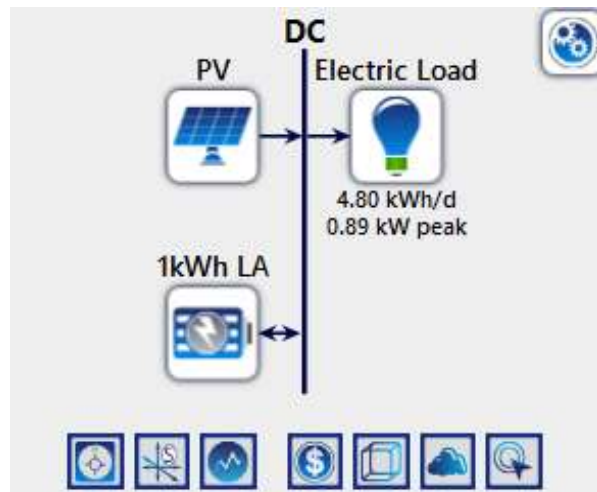 DC
PV
Electric Load
4.80 kWh/d
0.89 kW peak
1kWh LA
S
$